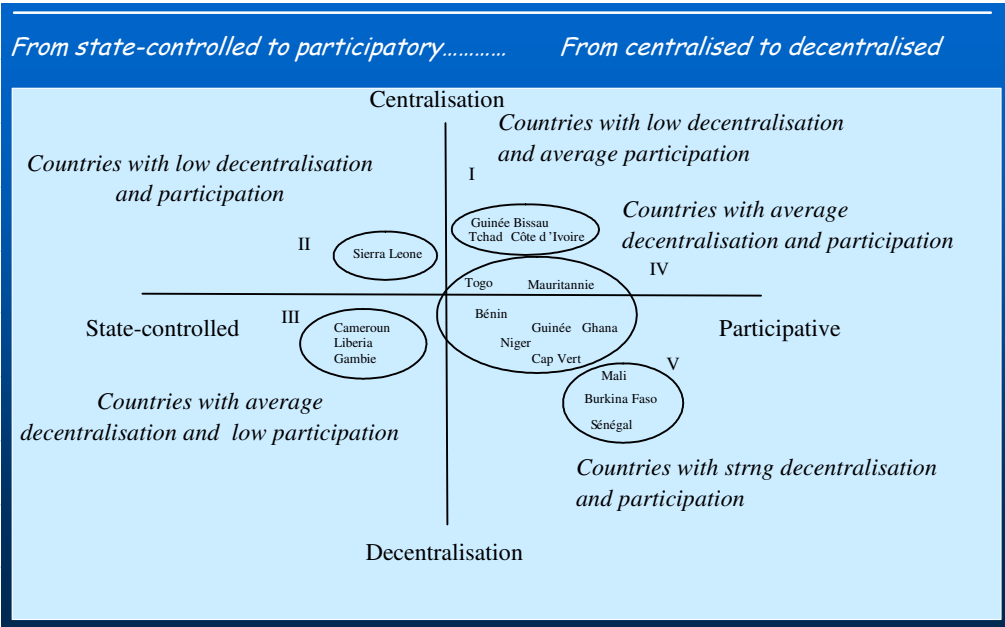 From state-controlled to participatory………… From centralised to decentralised
Centralisation
Countries with low decentralisation
and average participation
I
Countries with low decentralisation
and participation
II
Sierra Leone
Guinée Bissau
Tchad Côte d’Ivoire
Countries with average
decentralisation and participation
IV
Togo Mauritannie
State-controlled
Participative
III
Cameroun
Liberia
Gambie
Bénin
Guinée Ghana
Niger
Cap Vert
V
Mali
Burkina Faso
Sénégal
Countries with average
decentralisation and low participation
Countries with strng decentralisation
and participation
Decentralisation